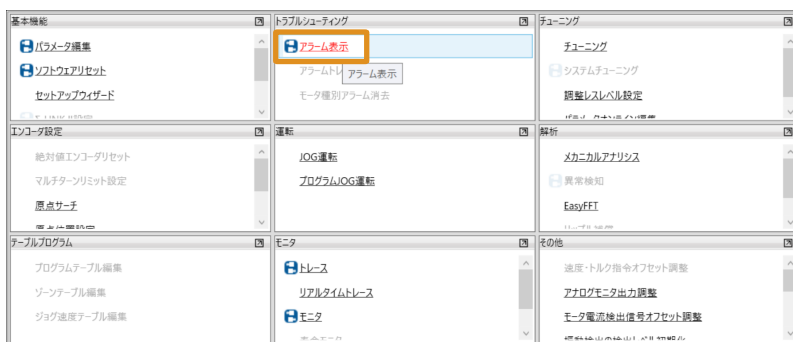 基本機能
パラメータ編集
ソフトウェアリセット
セットアップウィザード
トラブルシューティング
アラーム表示
アラームトレ
アラーム表示
モータ種別アラーム消去
チューニング
チューニング
システムチューニング
調整レスレベル設定
エンコーダ設定
絶対値エンコーダリセット
マルチターンリミット設定
原点サーチ
運転
JOG運転
プログラムJOG運転
解析
メカニカルアナリシス
異常検知
EasyFFT
テーブルプログラム
プログラムテーブル編集
ゾーンテーブル編集
ジョグ速度テーブル編集
モニタ
トレース
リアルタイムトレース
モニタ
その他
速度・トルク指令オフセット調整
アナログモニタ出力調整
モータ電流検出信号オフセット調整